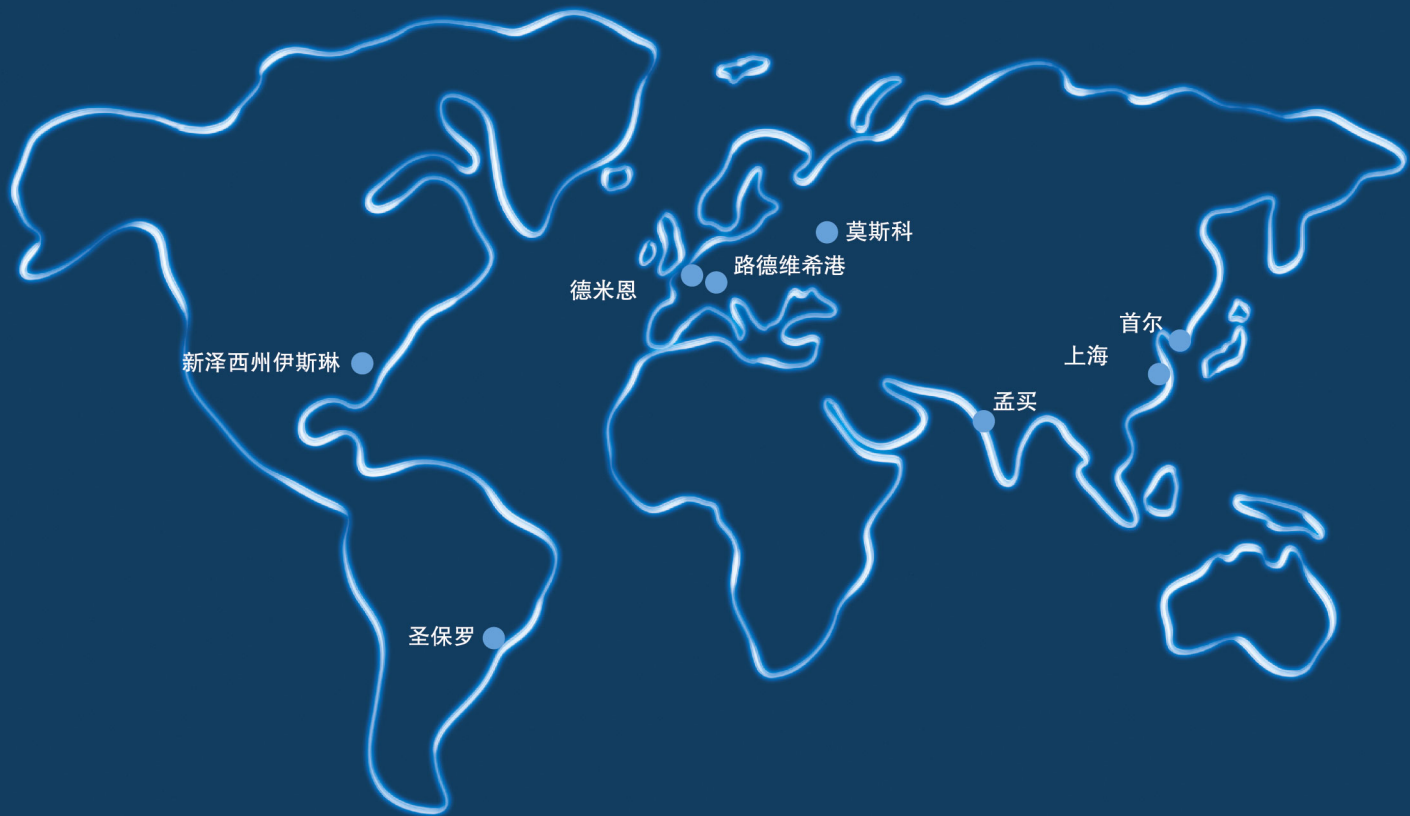 莫斯科
路德维希港
德米恩
首尔
上海
新泽西州伊斯琳
孟买
圣保罗